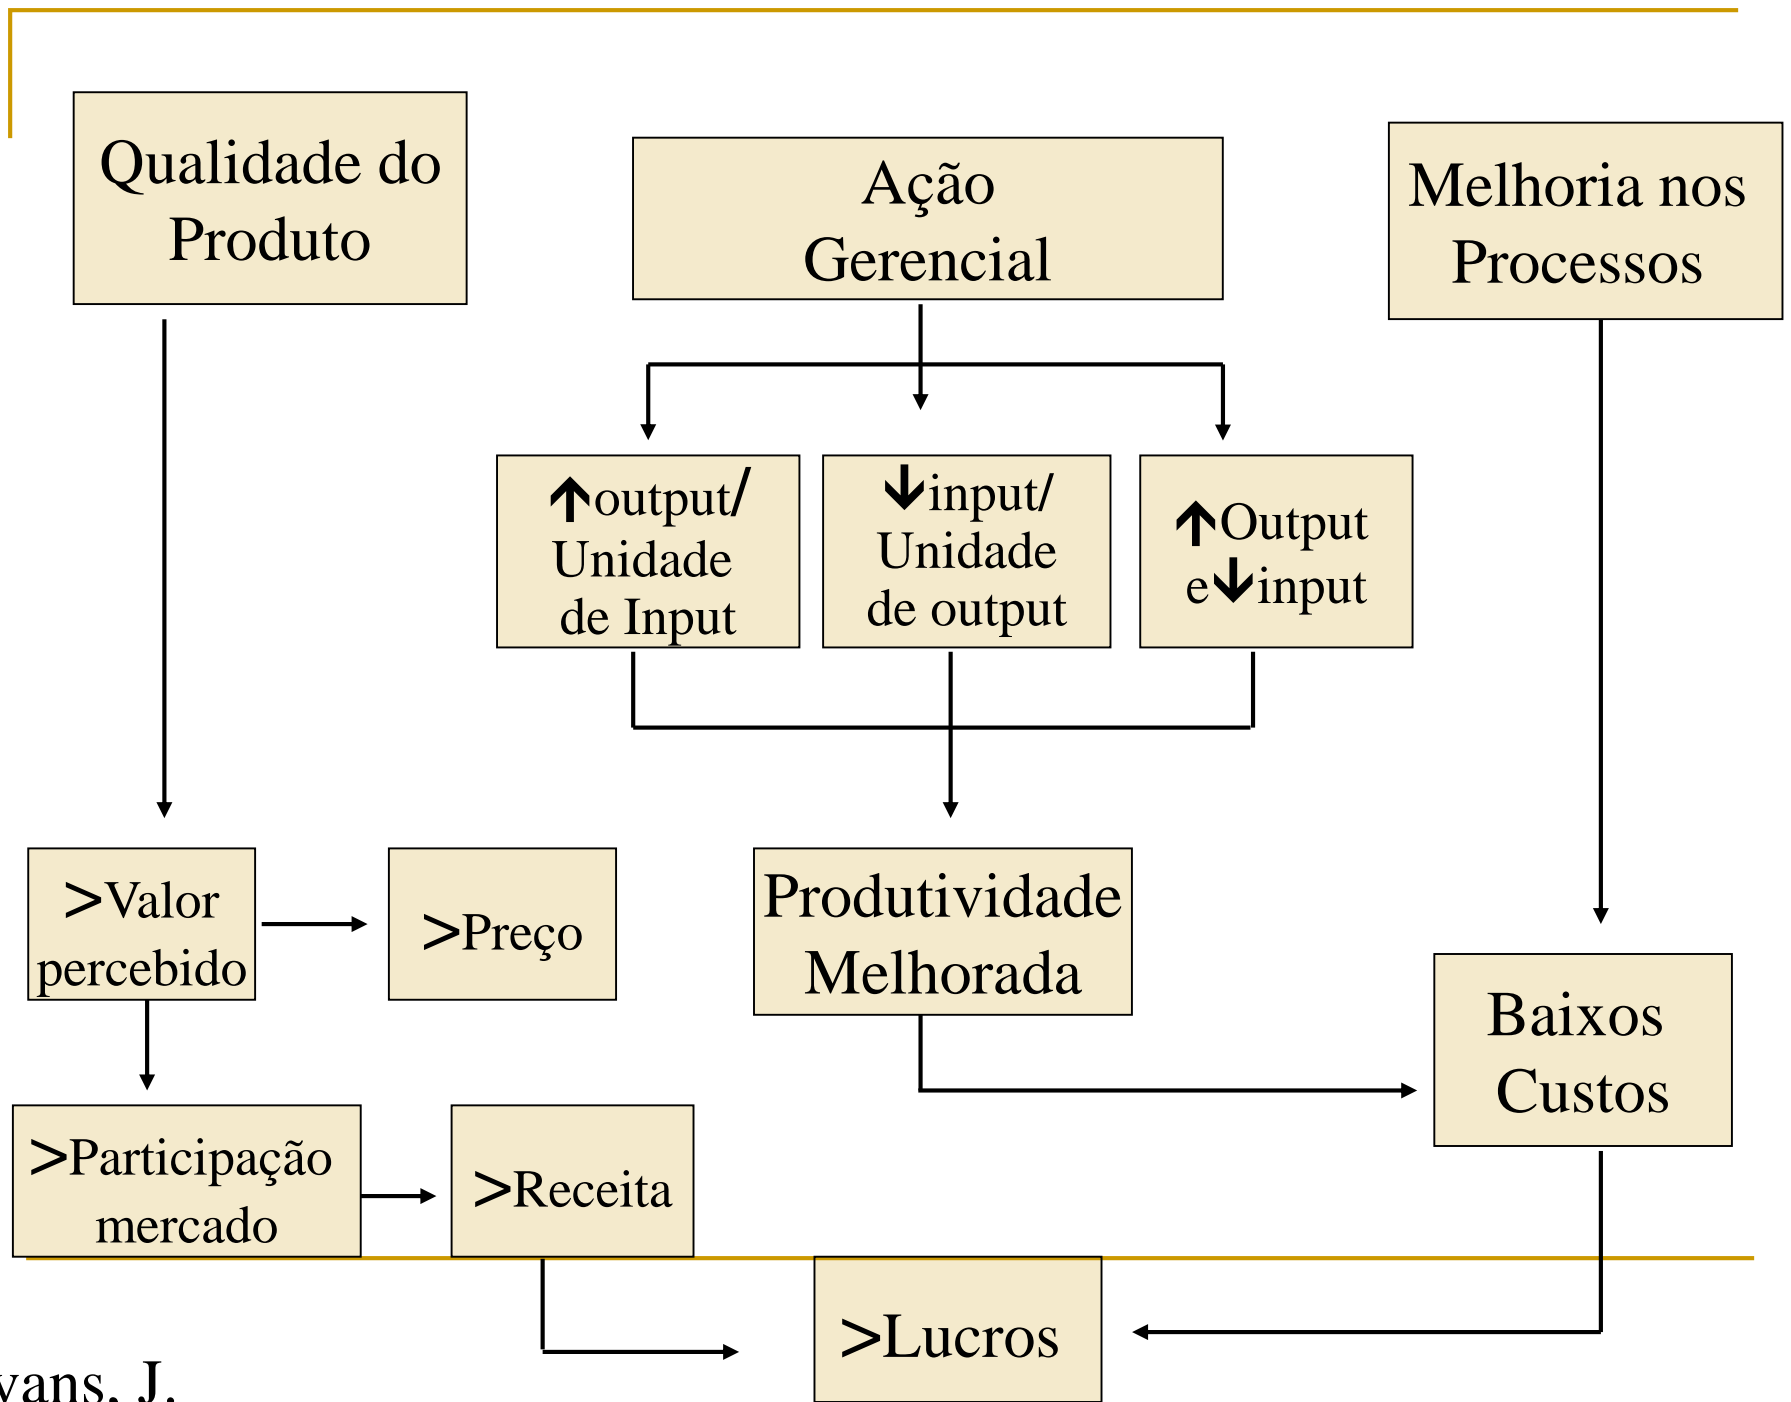 Qualidade do
Produto
Ação
Gerencial
Melhoria nos
Processos
↑output/
Unidade
de Input
↓input/
Unidade
de output
↑Output
e↓input
>Valor
percebido
>Preço
Produtividade
Melhorada
Baixos
Custos
>Participação
mercado
>Receita
>Lucros
vans, J.